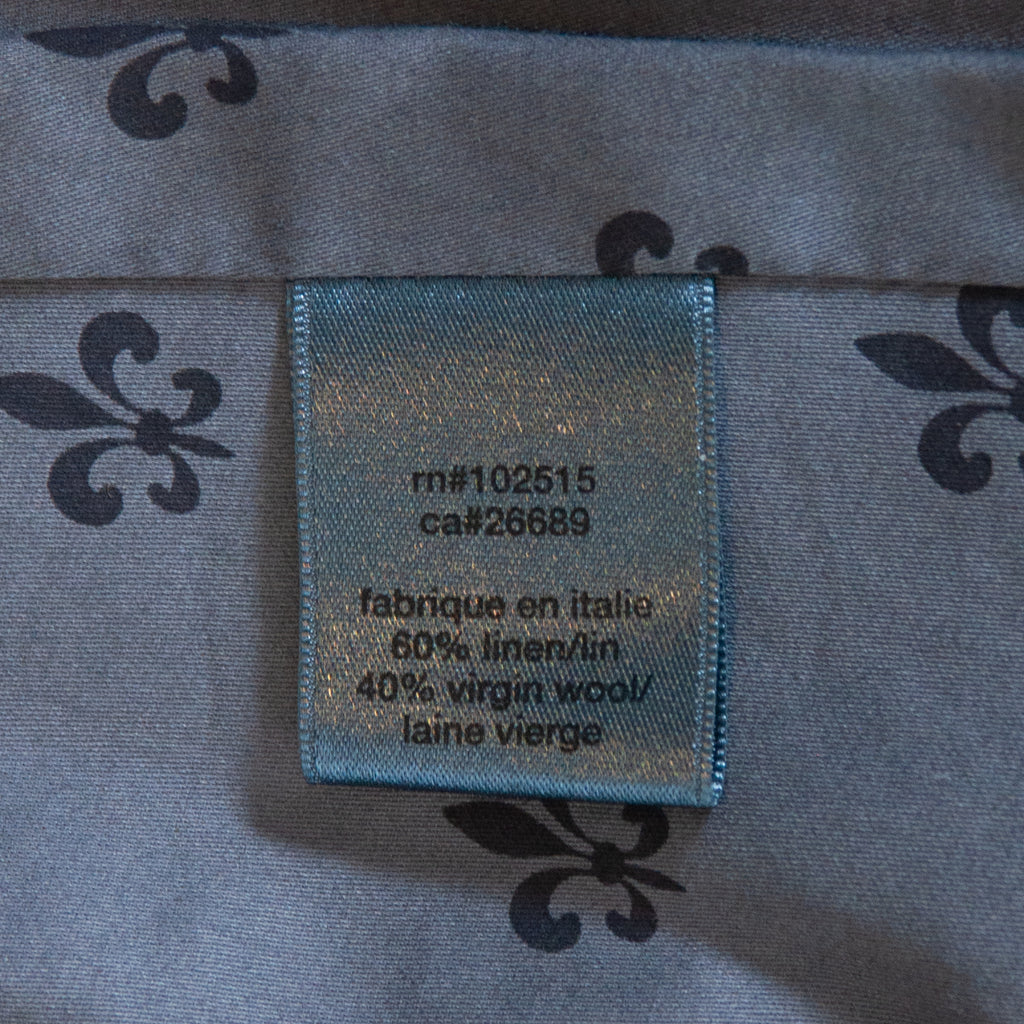 rn#102515
ca#26689
fabrique en italie
60% linen/lin
40% virgin wool/
laine vierge